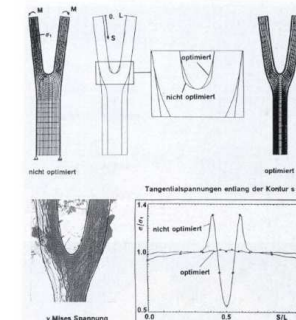 M M
σ₁
0, L
S
optimiert
nicht optimiert
nicht optimiert
optimiert
Tangentialspannungen entlang der Kontur s
1.4
σ/σ₁
nicht optimiert
1.0
optimiert
0.5
0.0 0.5 S/L
v.Mises Spannung